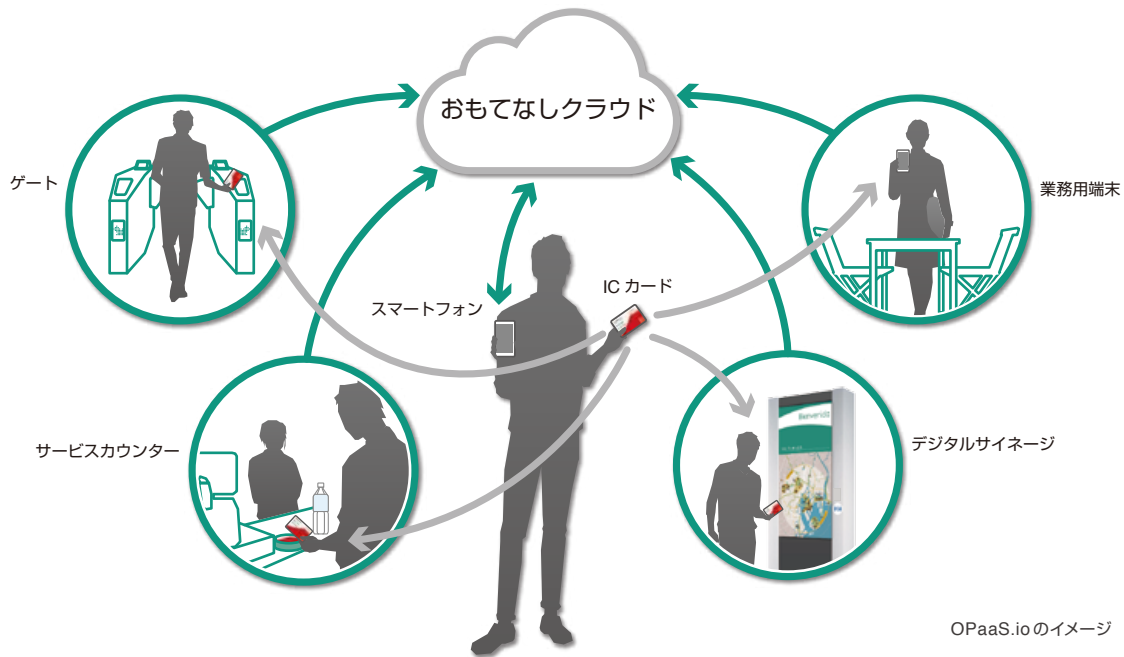 おもてなしクラウド
ゲート
業務用端末
IC カード
スマートフォン
サービスカウンター
デジタルサイネージ
OPaaS.ioのイメージ